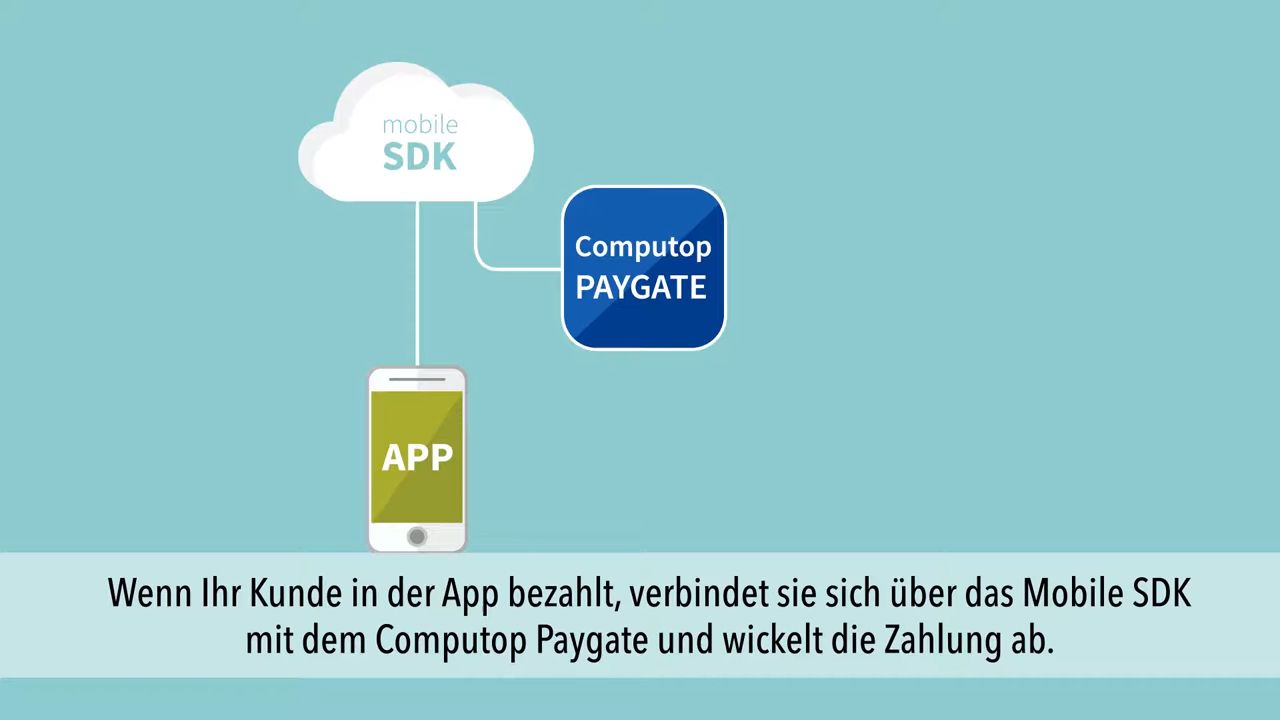 mobile
SDK
Computop
PAYGATE
APP
Wenn Ihr Kunde in der App bezahlt, verbindet sie sich über das Mobile SDK
mit dem Computop Paygate und wickelt die Zahlung ab.